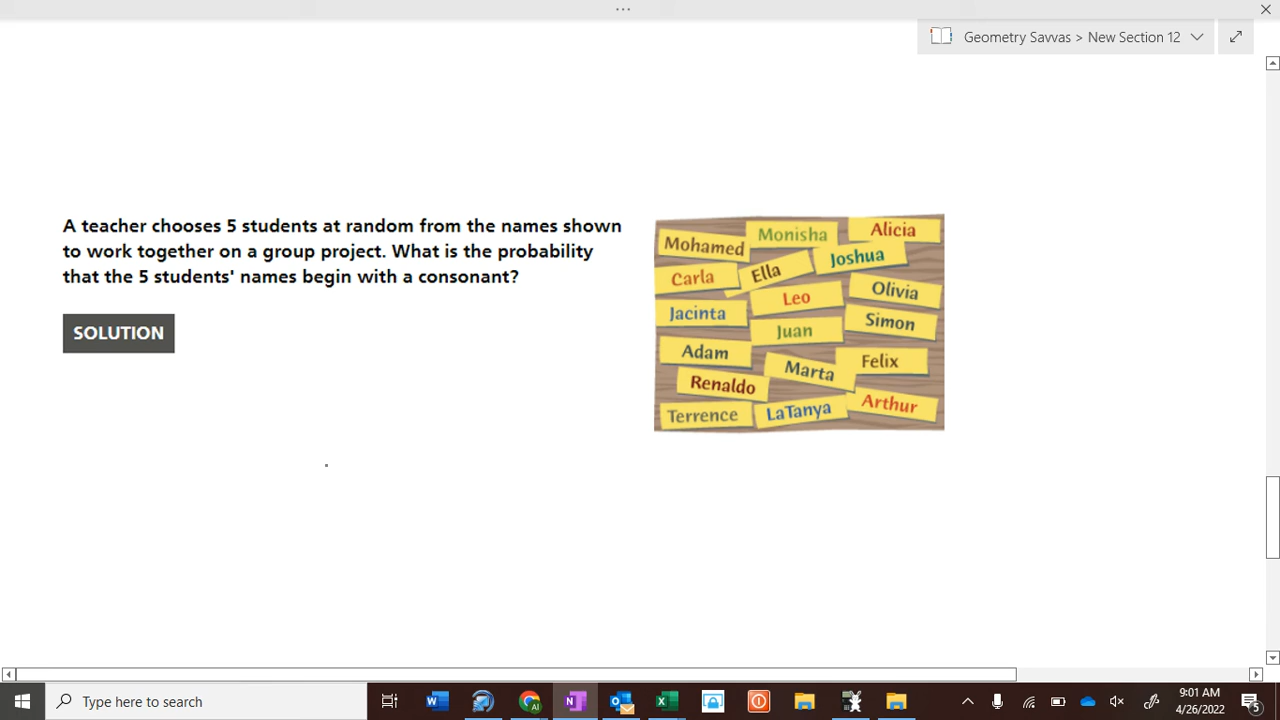 ...
Geometry Savvas > New Section 12
A teacher chooses 5 students at random from the names shown
to work together on a group project. What is the probability
that the 5 students' names begin with a consonant?
SOLUTION
Mohamed Monisha Alicia
Carla Ella Joshua
Jacinta Leo Olivia
Juan Simon
Adam Marta Felix
Renaldo
Terrence LaTanya Arthur
Type here to search
9:01 AM
4/26/2022
5